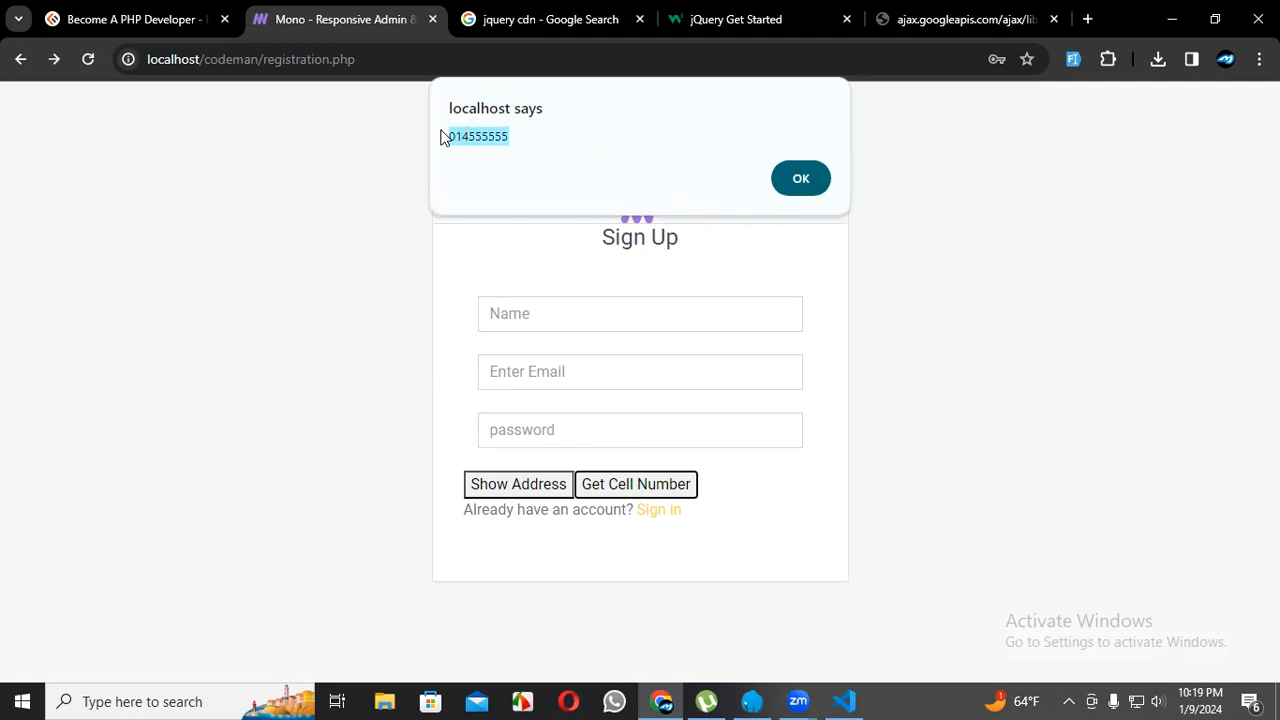 Become A PHP Developer -
Mono - Responsive Admin &
jquery cdn - Google Search
jQuery Get Started
ajax.googleapis.com/ajax/lib
localhost/codeman/registration.php
localhost says
014555555
OK
Sign Up
Name
Enter Email
password
Show Address
Get Cell Number
Already have an account? Sign in
Activate Windows
Go to Settings to activate Windows.
Type here to search
zm
1
64°F
10:19 PM
1/9/2024
6